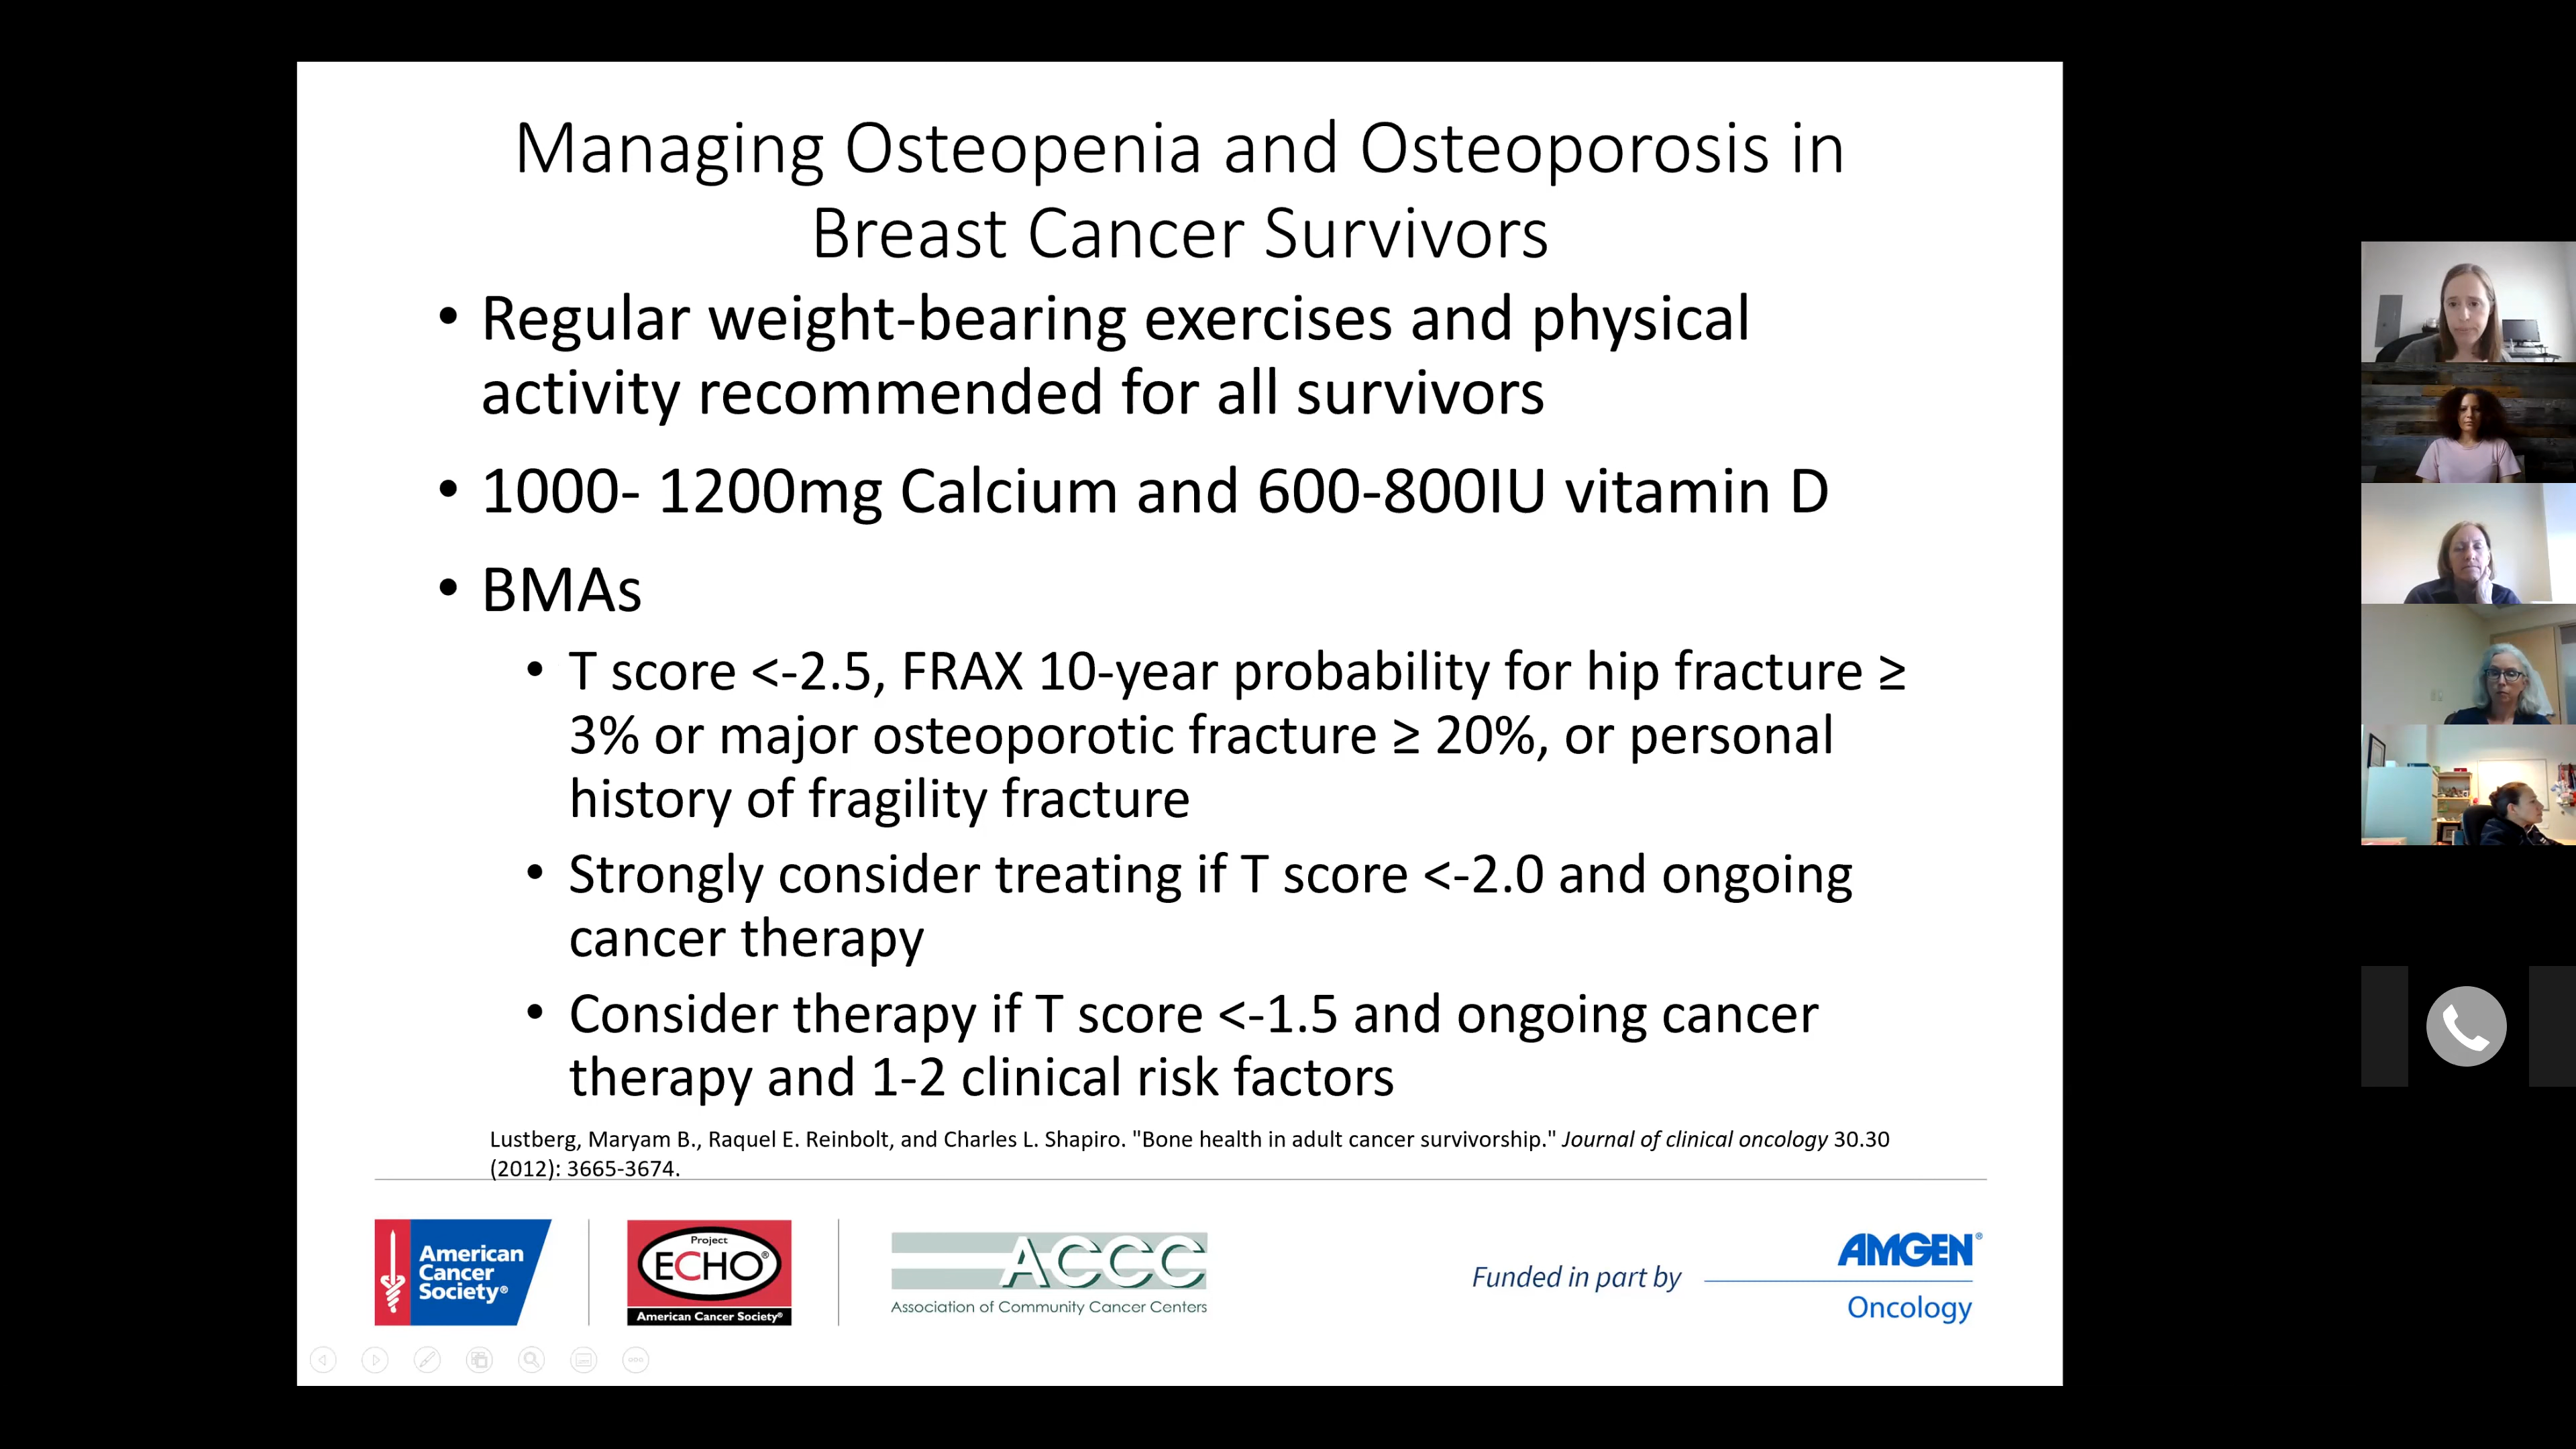 Managing Osteopenia and Osteoporosis in
Breast Cancer Survivors
• Regular weight-bearing exercises and physical
activity recommended for all survivors
• 1000- 1200mg Calcium and 600-800IU vitamin D
• BMAs
• T score <-2.5, FRAX 10-year probability for hip fracture ≥
3% or major osteoporotic fracture ≥ 20%, or personal
history of fragility fracture
• Strongly consider treating if T score <-2.0 and ongoing
cancer therapy
• Consider therapy if T score <-1.5 and ongoing cancer
therapy and 1-2 clinical risk factors
Lustberg, Maryam B., Raquel E. Reinbolt, and Charles L. Shapiro. "Bone health in adult cancer survivorship." Journal of clinical oncology 30.30
(2012): 3665-3674.
American
Cancer
Society®
Project
ECHO®
American Cancer Society®
ACCC
Association of Community Cancer Centers
Funded in part by
AMGEN®
Oncology